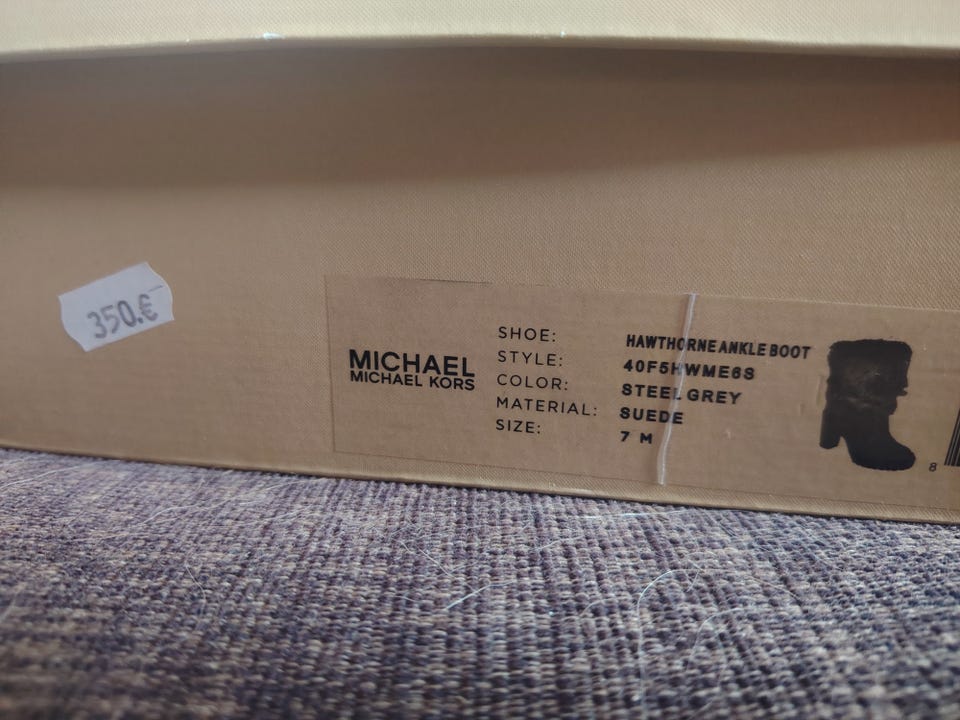 350.€
MICHAEL
MICHAEL KORS
SHOE: HAWTHORNE ANKLE BOOT
STYLE: 40F5HWME6S
COLOR: STEEL GREY
MATERIAL: SUEDE
SIZE: 7 M
8